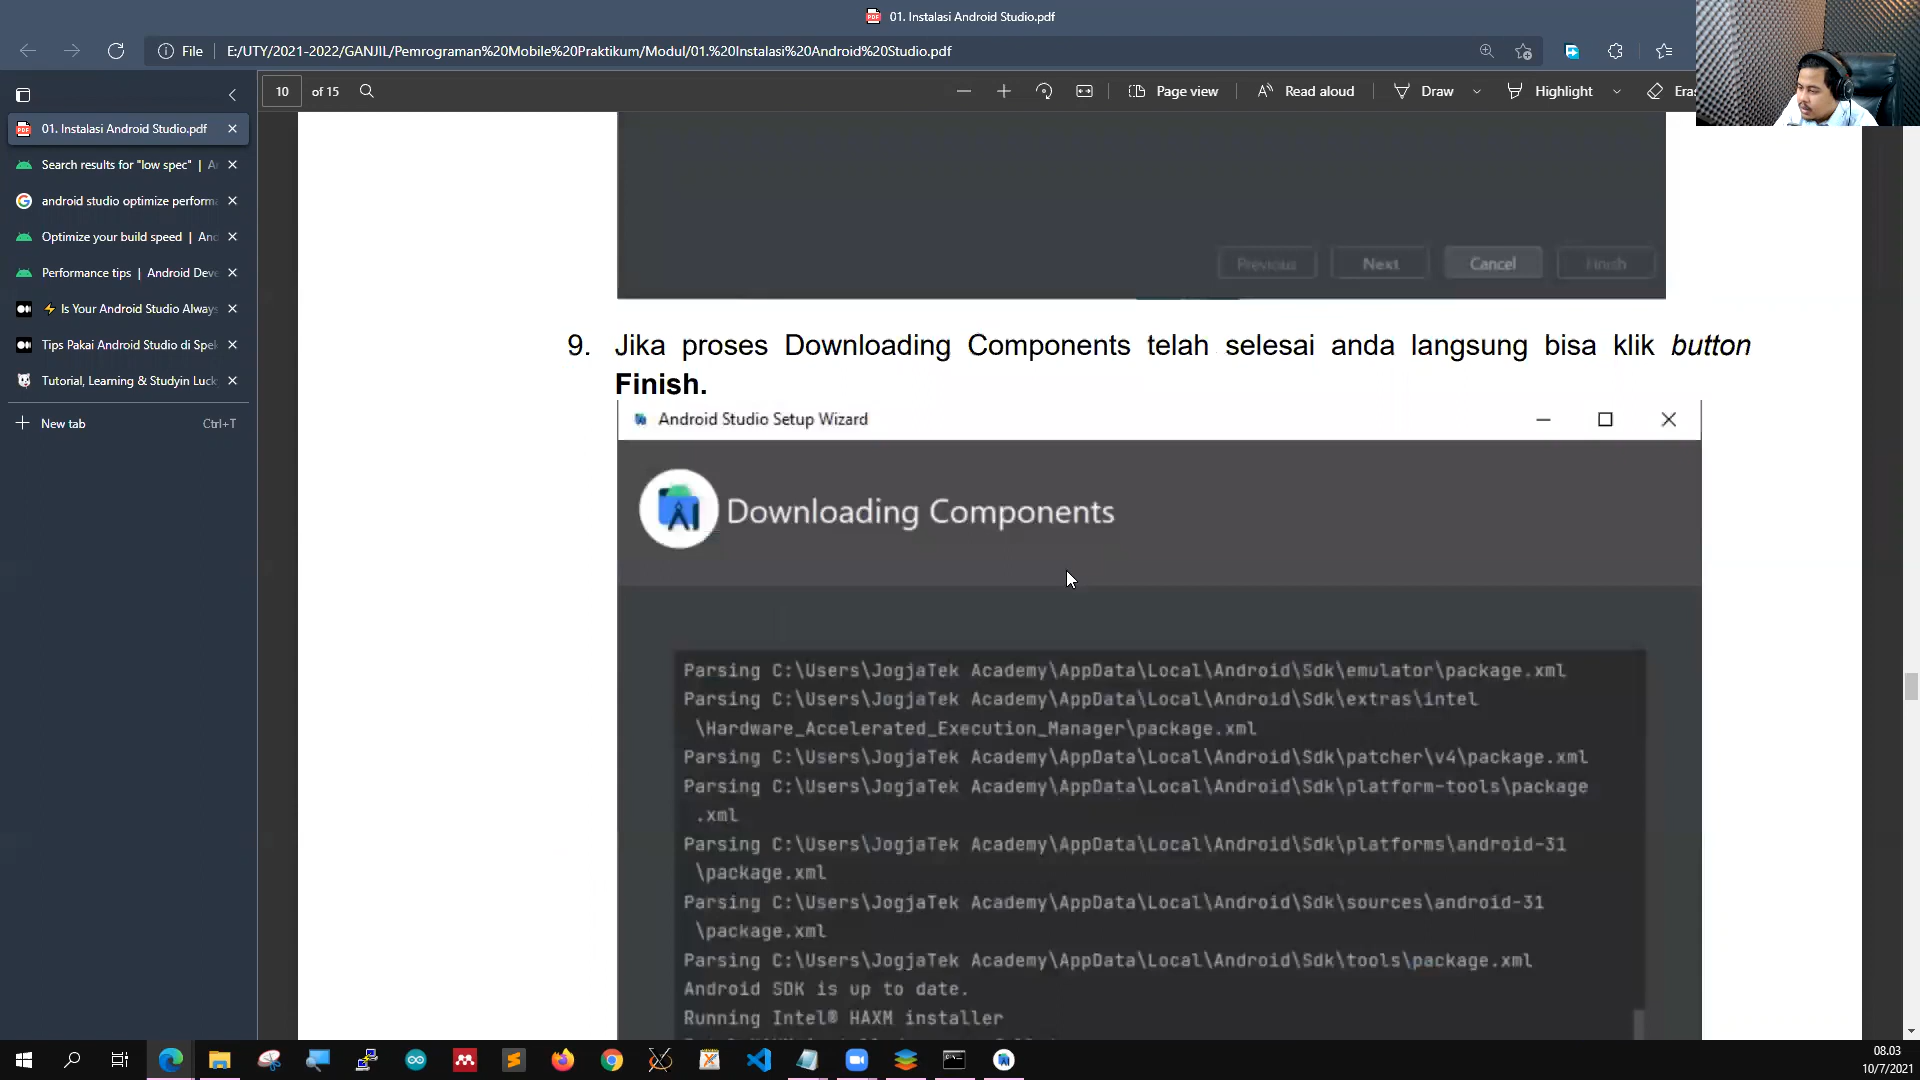 01. Instalasi Android Studio.pdf
File
E:/UTY/2021-2022/GANJIL/Pemrograman%20Mobile%20Praktikum/Modul/01.%20Instalasi%20Android%20Studio.pdf
10 of 15
Page view
Read aloud
Draw
Highlight
Eras
01. Instalasi Android Studio.pdf
Search results for "low spec" | A
android studio optimize performa
Optimize your build speed | And
Performance tips | Android Deve
⚡ Is Your Android Studio Always
Tips Pakai Android Studio di Spek
Tutorial, Learning & Studyin Luck
New tab Ctrl+T
Previous Next Cancel Finish
9. Jika proses Downloading Components telah selesai anda langsung bisa klik button
Finish.
Android Studio Setup Wizard
Downloading Components
Parsing C:\Users\JogjaTek Academy\AppData\Local\Android\Sdk\emulator\package.xml
Parsing C:\Users\JogjaTek Academy\AppData\Local\Android\Sdk\extras\intel
\Hardware_Accelerated_Execution_Manager\package.xml
Parsing C:\Users\JogjaTek Academy\AppData\Local\Android\Sdk\patcher\v4\package.xml
Parsing C:\Users\JogjaTek Academy\AppData\Local\Android\Sdk\platform-tools\package
.xml
Parsing C:\Users\JogjaTek Academy\AppData\Local\Android\Sdk\platforms\android-31
\package.xml
Parsing C:\Users\JogjaTek Academy\AppData\Local\Android\Sdk\sources\android-31
\package.xml
Parsing C:\Users\JogjaTek Academy\AppData\Local\Android\Sdk\tools\package.xml
Android SDK is up to date.
Running Intel® HAXM installer
08.03
10/7/2021